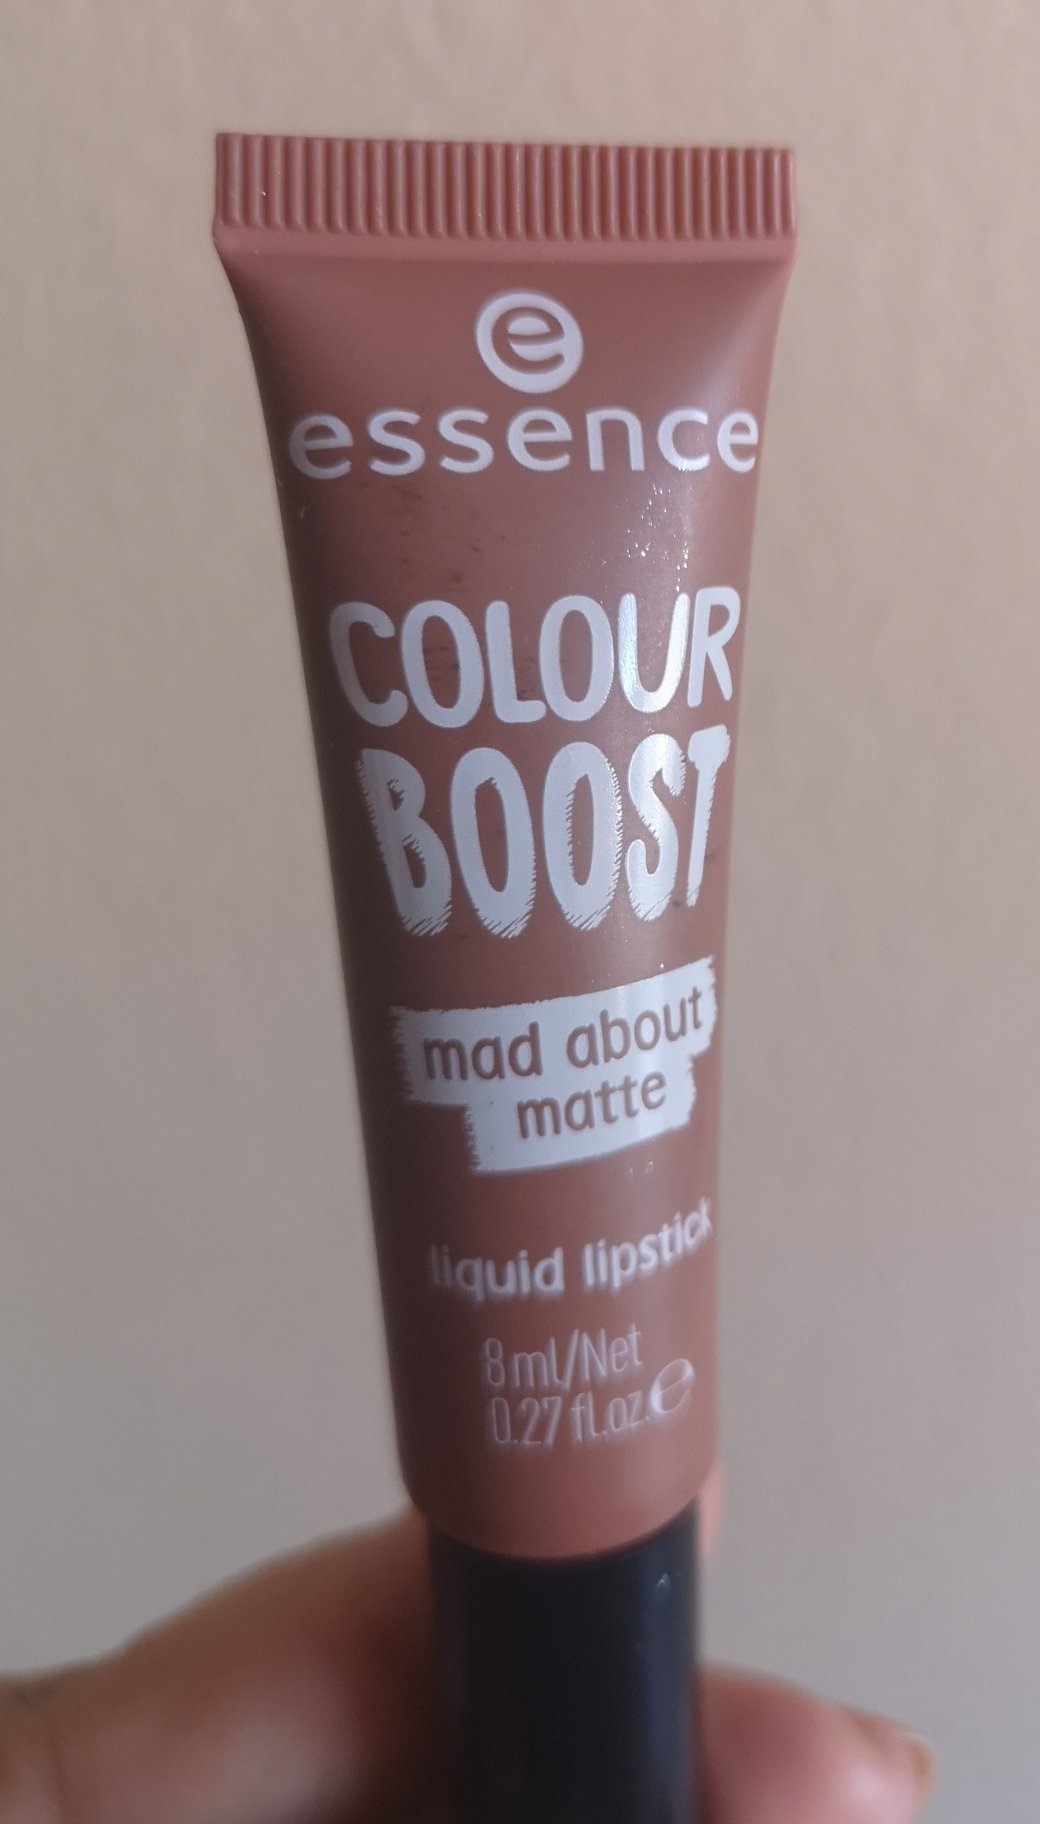 e
essence
COLOUR
BOOST
mad about
matte
liquid lipstick
8 ml/Net
0.27 fl.oz.℮